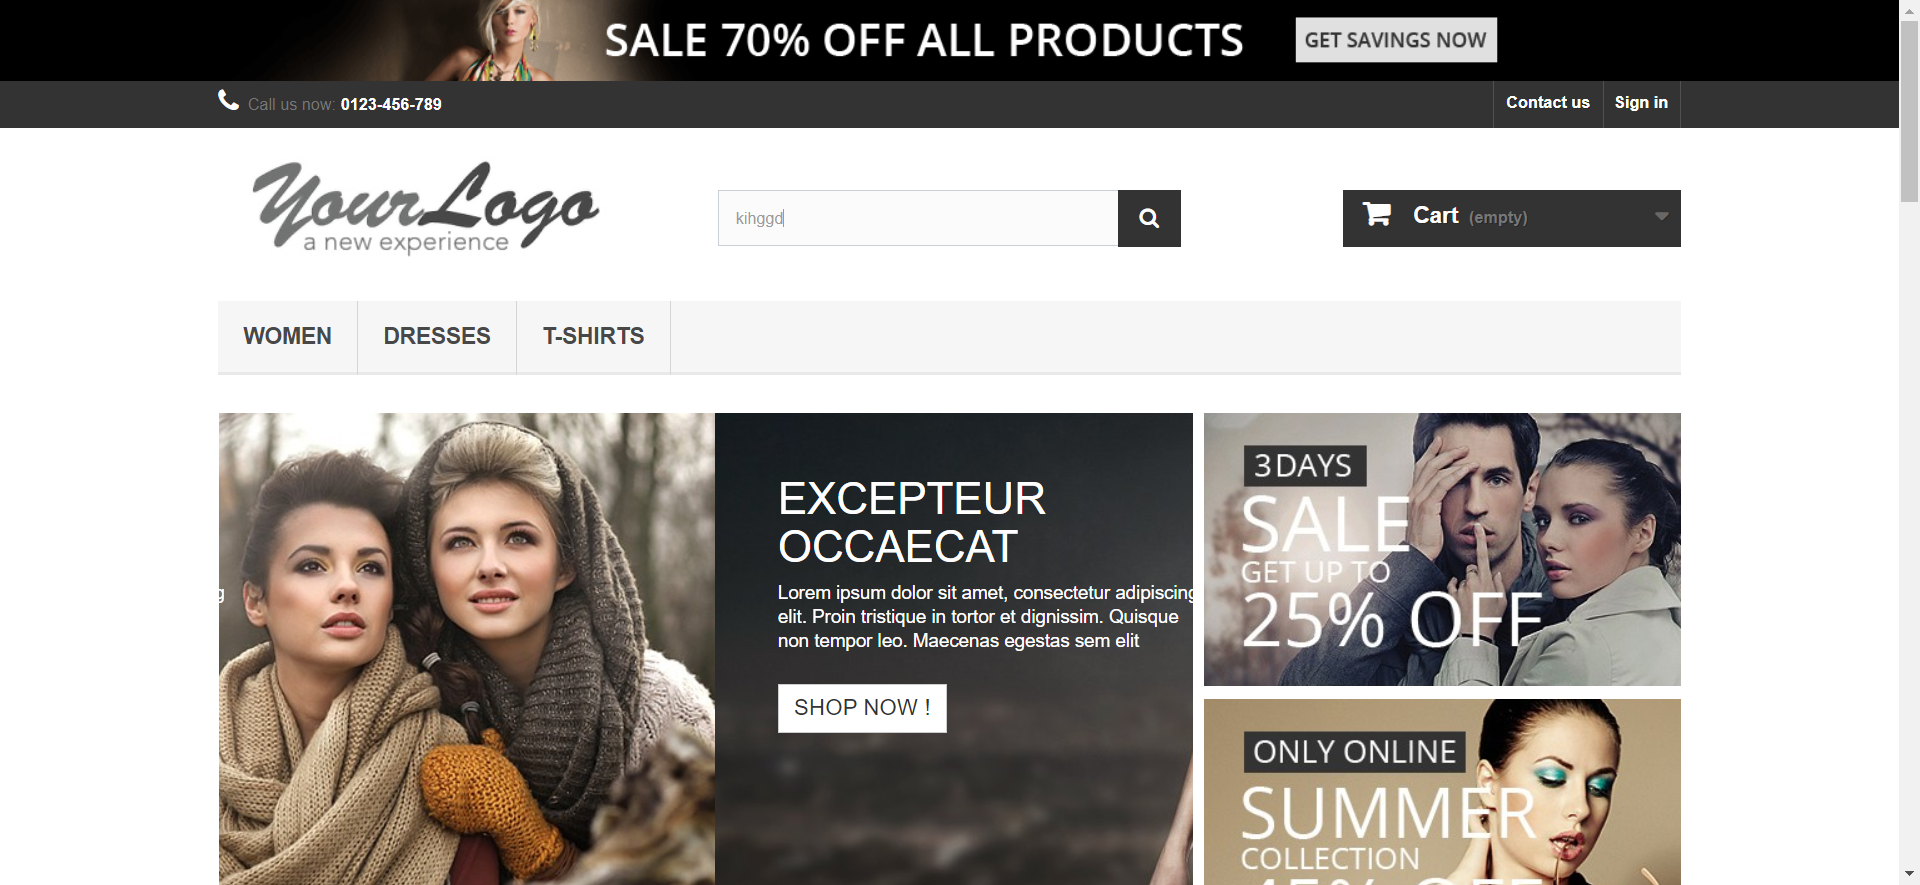 SALE 70% OFF ALL PRODUCTS
GET SAVINGS NOW
Call us now: 0123-456-789
Contact us
Sign in
YourLogo
a new experience
kihggd
Cart (empty)
WOMEN
DRESSES
T-SHIRTS
g
EXCEPTEUR
OCCAECAT
Lorem ipsum dolor sit amet, consectetur adipiscing
elit. Proin tristique in tortor et dignissim. Quisque
non tempor leo. Maecenas egestas sem elit
SHOP NOW !
3 DAYS
SALE
GET UP TO
25% OFF
ONLY ONLINE
SUMMER
COLLECTION
45% OFF